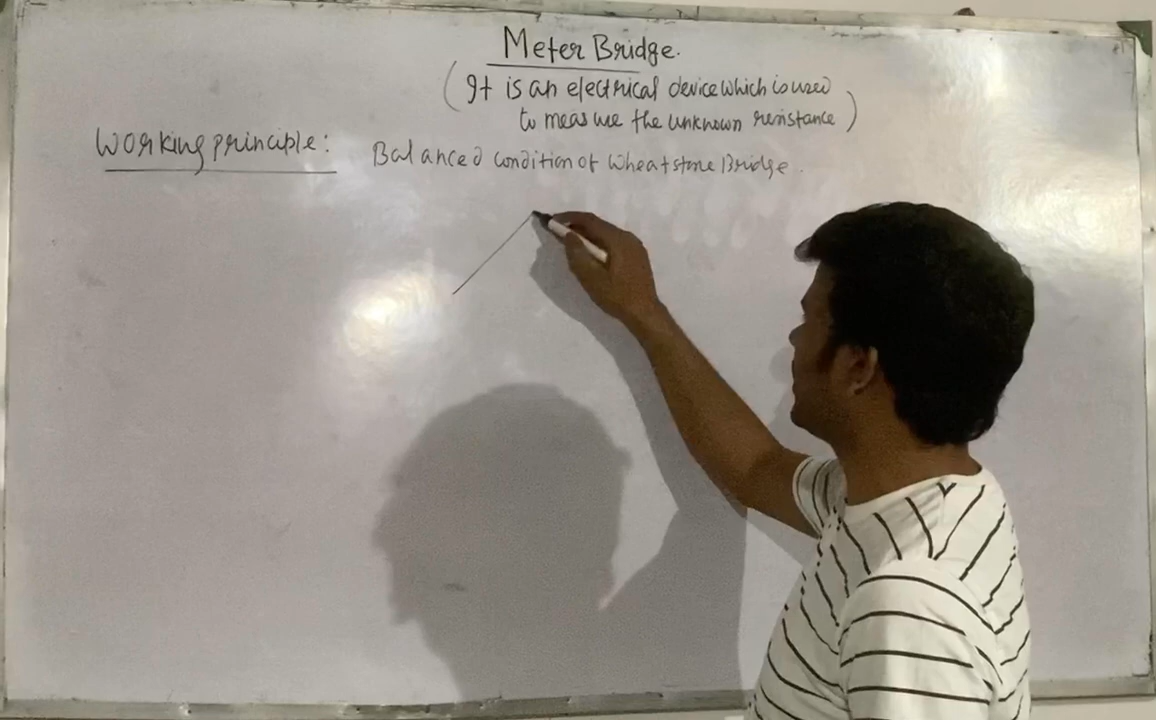 Meter Bridge.
(It is an electrical device which is used
to measure the unknown resistance)
Working principle: Balanced condition of Wheatstone Bridge.